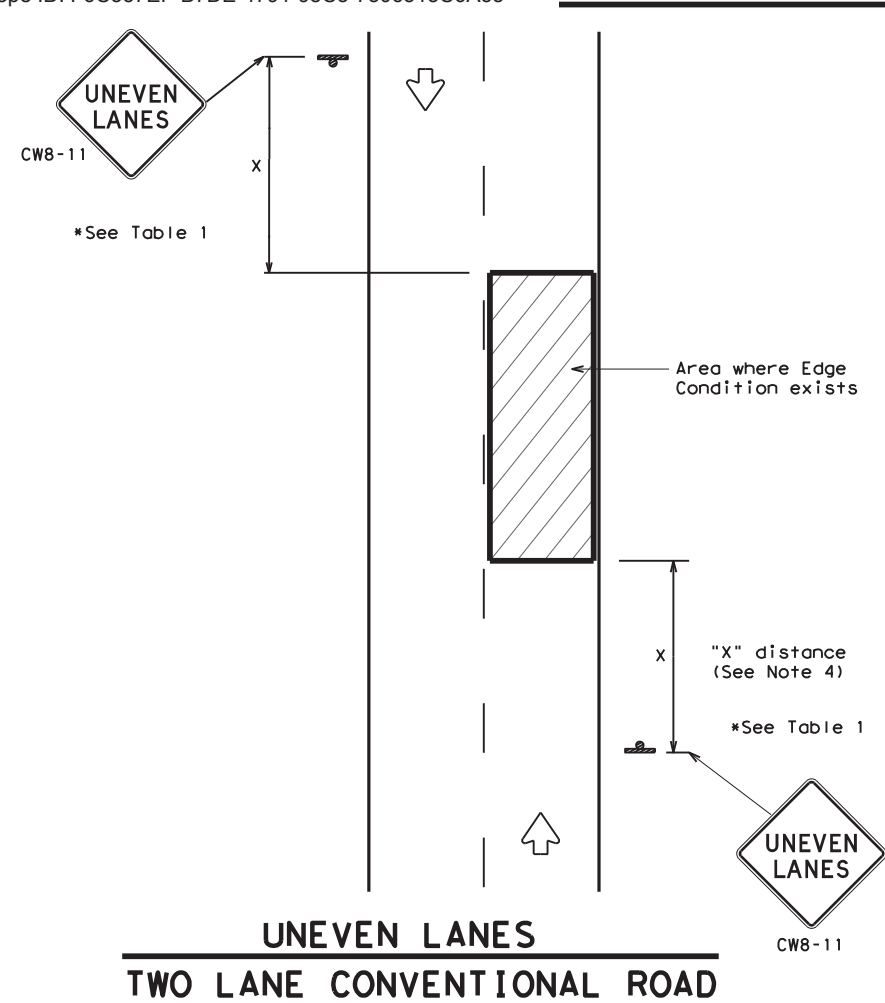 UNEVEN
LANES
CW8-11
X
*See Table 1
Area where Edge
Condition exists
X
"X" distance
(See Note 4)
*See Table 1
UNEVEN
LANES
CW8-11
UNEVEN LANES
TWO LANE CONVENTIONAL ROAD